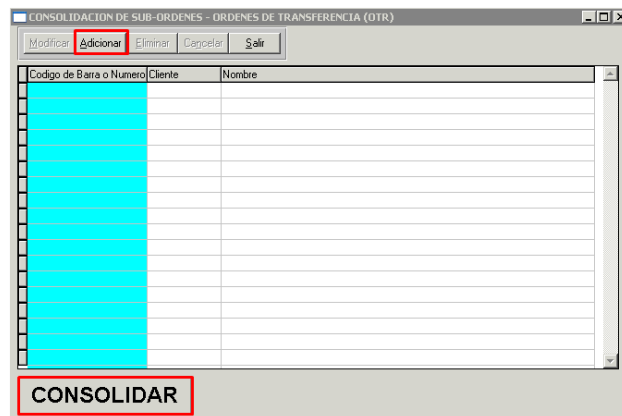 CONSOLIDACION DE SUB-ORDENES - ORDENES DE TRANSFERENCIA (OTR)
Modificar Adicionar Eliminar Cancelar Salir
Codigo de Barra o Numero Cliente Nombre
CONSOLIDAR